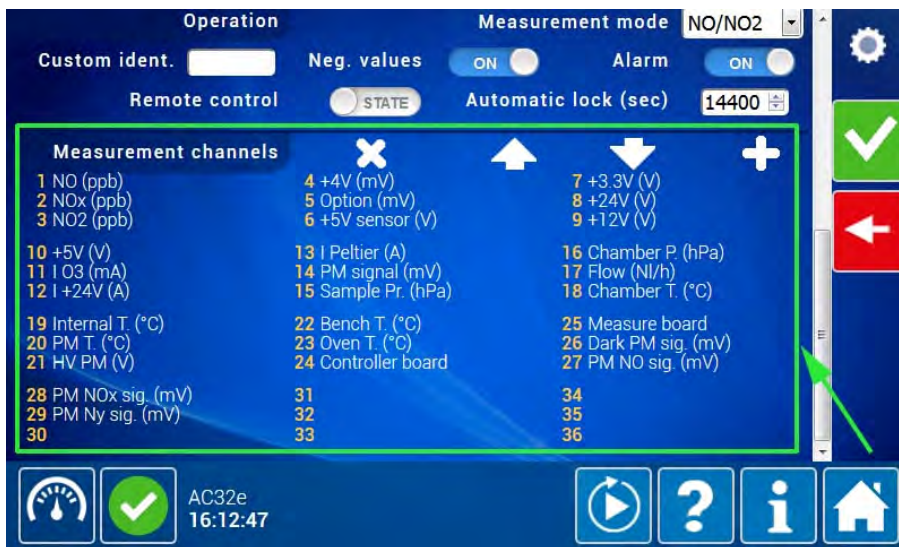 Operation Measurement mode NO/NO2
Custom ident. Neg. values ON Alarm ON
Remote control STATE Automatic lock (sec) 14400
Measurement channels
1 NO (ppb) 4 +4V (mV) 7 +3.3V (V)
2 NOx (ppb) 5 Option (mV) 8 +24V (V)
3 NO2 (ppb) 6 +5V sensor (V) 9 +12V (V)
10 +5V (V) 13 I Peltier (A) 16 Chamber P. (hPa)
11 I O3 (mA) 14 PM signal (mV) 17 Flow (Nl/h)
12 I +24V (A) 15 Sample Pr. (hPa) 18 Chamber T. (°C)
19 Internal T. (°C) 22 Bench T. (°C) 25 Measure board
20 PM T. (°C) 23 Oven T. (°C) 26 Dark PM sig. (mV)
21 HV PM (V) 24 Controller board 27 PM NO sig. (mV)
28 PM NOx sig. (mV) 31 34
29 PM Ny sig. (mV) 32 35
30 33 36
AC32e
16:12:47